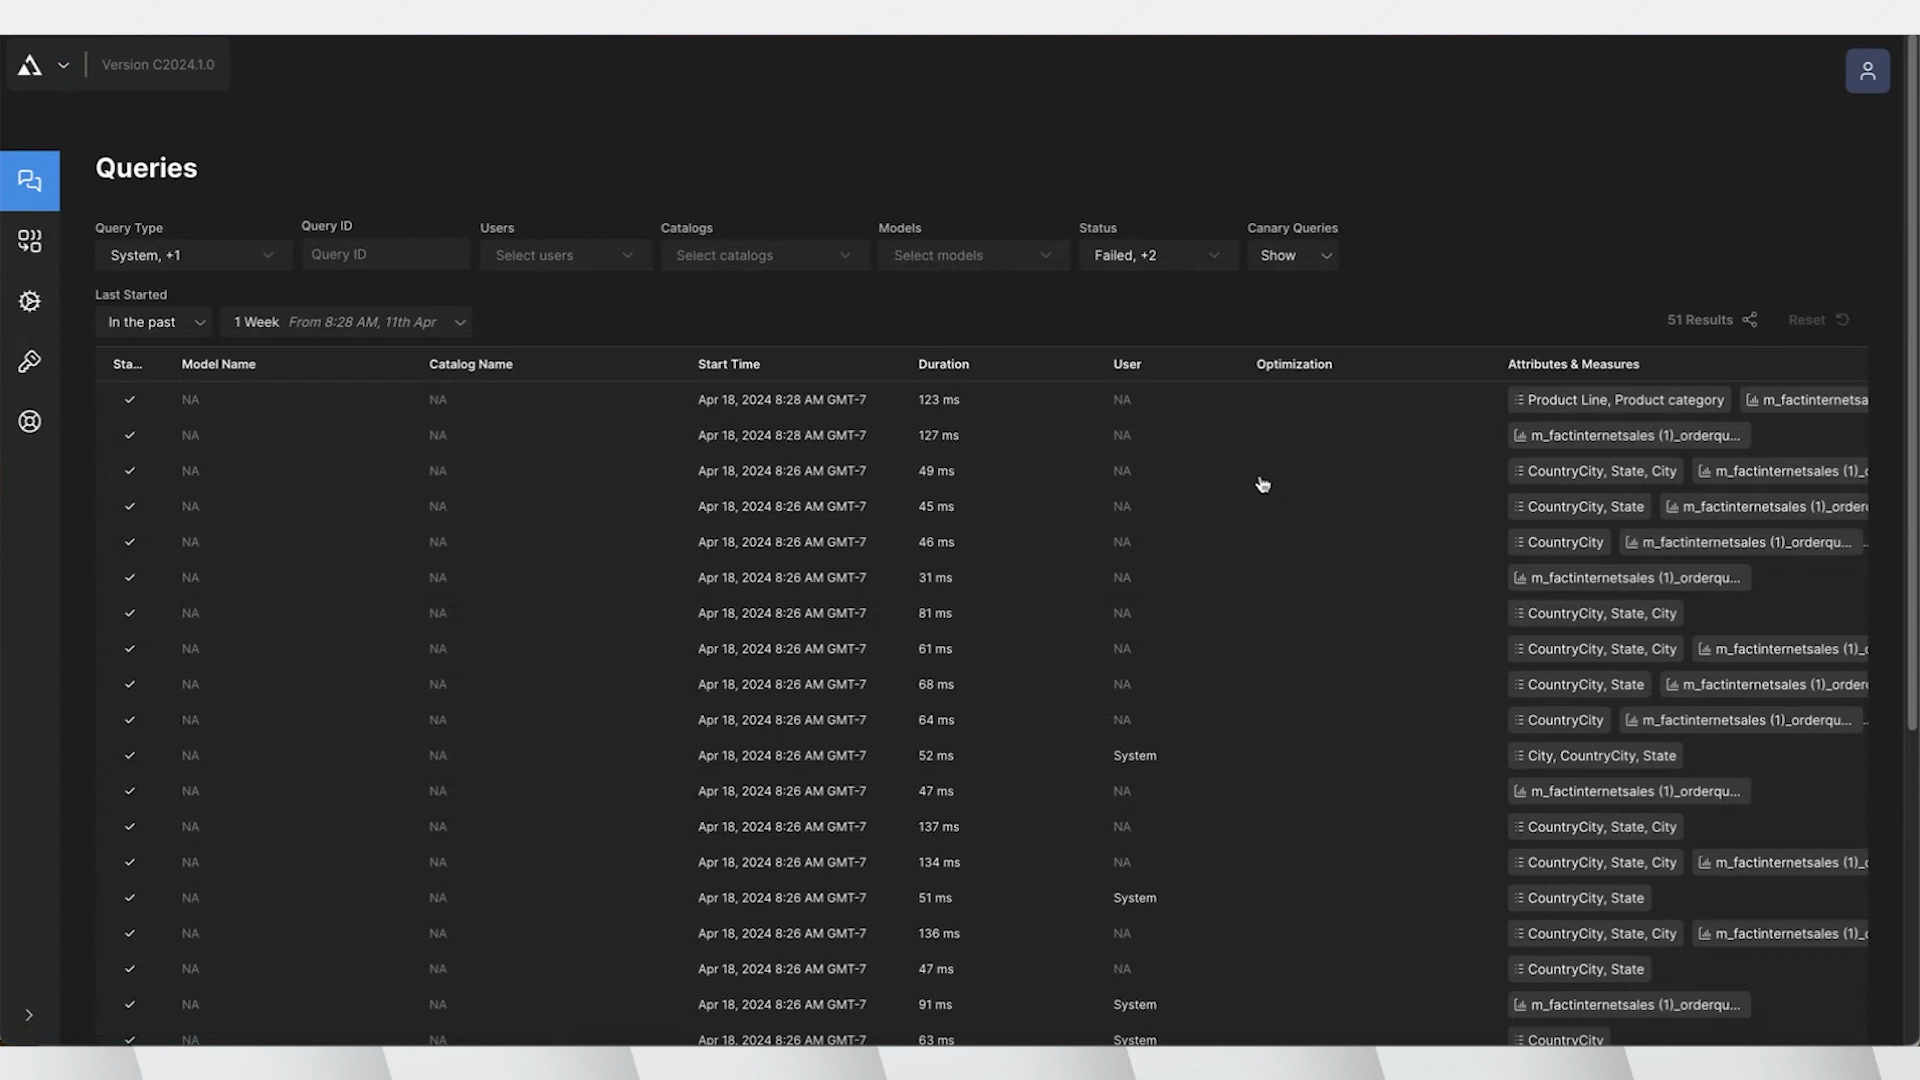 Version C2024.1.0
Queries
Query Type Query ID Users Catalogs Models Status Canary Queries
System, +1 Query ID Select users Select catalogs Select models Failed, +2 Show
Last Started
In the past 1 Week From 8:28 AM, 11th Apr 51 Results Reset
Sta... Model Name Catalog Name Start Time Duration User Optimization Attributes & Measures
NA NA Apr 18, 2024 8:28 AM GMT-7 123 ms NA Product Line, Product category m_factinternetsa
NA NA Apr 18, 2024 8:28 AM GMT-7 127 ms NA m_factinternetsales (1)_orderqu...
NA NA Apr 18, 2024 8:26 AM GMT-7 49 ms NA CountryCity, State, City m_factinternetsales (1)_
NA NA Apr 18, 2024 8:26 AM GMT-7 45 ms NA CountryCity, State m_factinternetsales (1)_order
NA NA Apr 18, 2024 8:26 AM GMT-7 46 ms NA CountryCity m_factinternetsales (1)_orderqu...
NA NA Apr 18, 2024 8:26 AM GMT-7 31 ms NA m_factinternetsales (1)_orderqu...
NA NA Apr 18, 2024 8:26 AM GMT-7 81 ms NA CountryCity, State, City
NA NA Apr 18, 2024 8:26 AM GMT-7 61 ms NA CountryCity, State, City m_factinternetsales (1)_
NA NA Apr 18, 2024 8:26 AM GMT-7 68 ms NA CountryCity, State m_factinternetsales (1)_order
NA NA Apr 18, 2024 8:26 AM GMT-7 64 ms NA CountryCity m_factinternetsales (1)_orderqu...
NA NA Apr 18, 2024 8:26 AM GMT-7 52 ms System City, CountryCity, State
NA NA Apr 18, 2024 8:26 AM GMT-7 47 ms NA m_factinternetsales (1)_orderqu...
NA NA Apr 18, 2024 8:26 AM GMT-7 137 ms NA CountryCity, State, City
NA NA Apr 18, 2024 8:26 AM GMT-7 134 ms NA CountryCity, State, City m_factinternetsales (1)_
NA NA Apr 18, 2024 8:26 AM GMT-7 51 ms System CountryCity, State
NA NA Apr 18, 2024 8:26 AM GMT-7 136 ms NA CountryCity, State, City m_factinternetsales (1)_
NA NA Apr 18, 2024 8:26 AM GMT-7 47 ms NA CountryCity, State
NA NA Apr 18, 2024 8:26 AM GMT-7 91 ms System m_factinternetsales (1)_orderqu...
NA NA Apr 18, 2024 8:26 AM GMT-7 63 ms System CountryCity